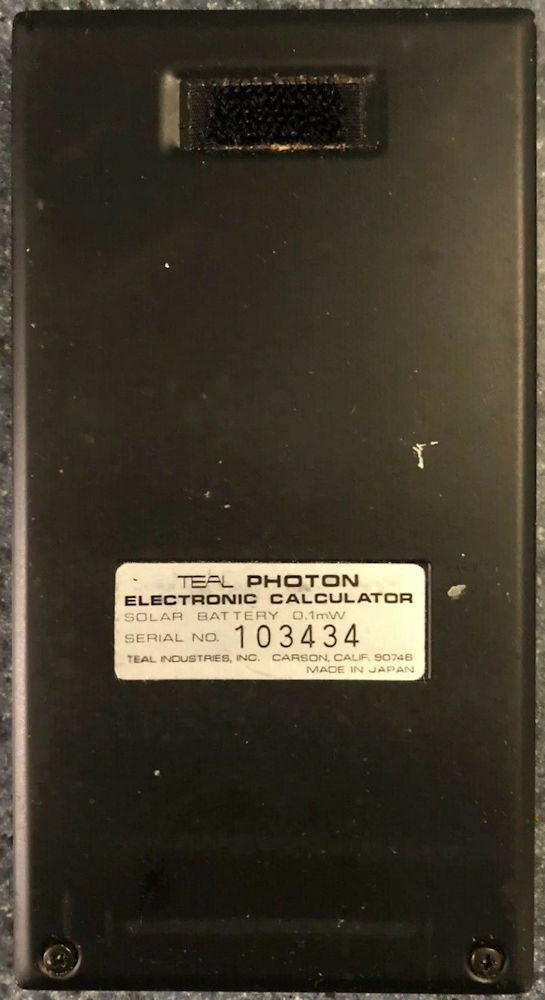 TEAL PHOTON
ELECTRONIC CALCULATOR
SOLAR BATTERY 0.1mW
SERIAL NO. 103434
TEAL INDUSTRIES, INC. CARSON, CALIF. 90746
MADE IN JAPAN